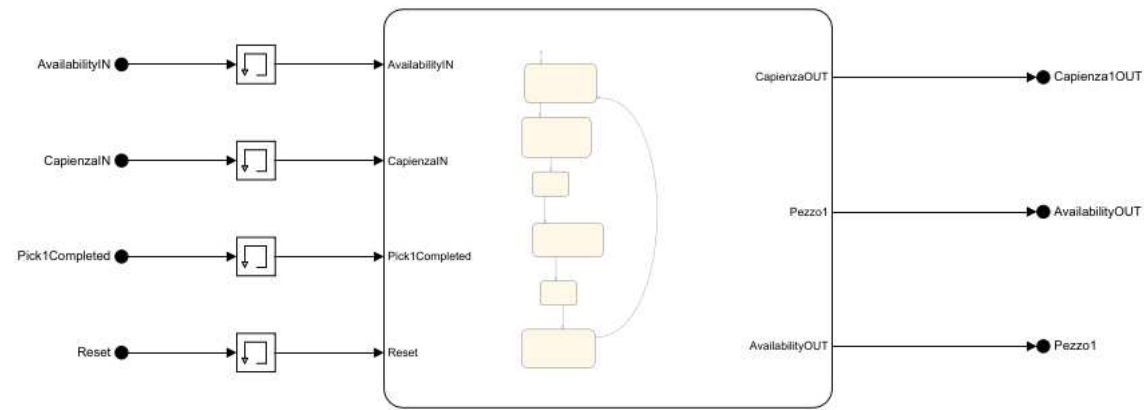 AvailabilityIN
AvailabilityIN
CapienzaOUT
Capienza1OUT
CapienzaIN
CapienzaIN
Pezzo1
AvailabilityOUT
Pick1Completed
Pick1Completed
Reset
Reset
AvailabilityOUT
Pezzo1